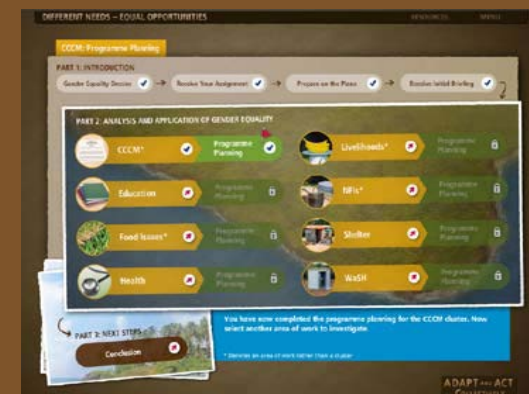 DIFFERENT NEEDS – EQUAL OPPORTUNITIES
RESOURCES
CCCM: Programme Planning
PART 1: INTRODUCTION
Gender Equality Dossier
Receive Your Assignment
Prepare on the Plane
Receive Initial Briefing
PART 2: ANALYSIS AND APPLICATION OF GENDER EQUALITY
CCCM*
Programme
Planning
Livelihoods*
Programme
Planning
Education
Programme
Planning
NFIs*
Programme
Planning
Food Issues*
Programme
Planning
Shelter
Programme
Planning
Health
Programme
Planning
WaSH
Programme
Planning
PART 3: NEXT STEPS
Conclusion
You have now completed the programme planning for the CCCM cluster. Now
select another area of work to investigate.
* Denotes an area of work rather than a cluster
ADAPT AND ACT
COLLECTIVELY